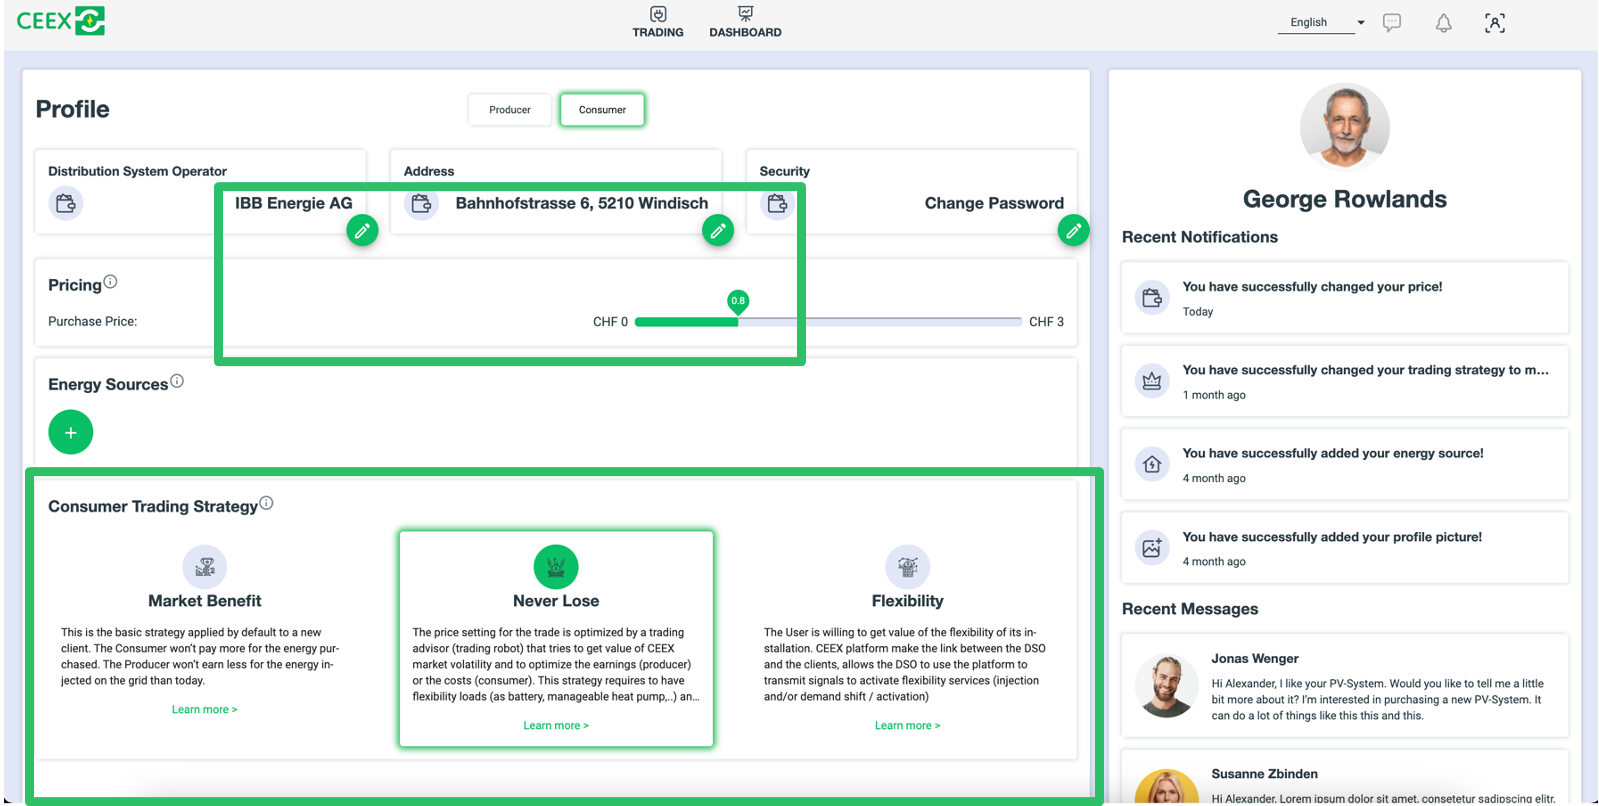 CEEX
TRADING
DASHBOARD
English
Profile
Producer
Consumer
Distribution System Operator
IBB Energie AG
Address
Bahnhofstrasse 6, 5210 Windisch
Security
Change Password
Pricing
Purchase Price:
CHF 0
0.8
CHF 3
Energy Sources
+
Consumer Trading Strategy
Market Benefit
This is the basic strategy applied by default to a new
client. The Consumer won't pay more for the energy pur-
chased. The Producer won't earn less for the energy in-
jected on the grid than today.
Learn more >
Never Lose
The price setting for the trade is optimized by a trading
advisor (trading robot) that tries to get value of CEEX
market volatility and to optimize the earnings (producer)
or the costs (consumer). This strategy requires to have
flexibility loads (as battery, manageable heat pump,..) an...
Learn more >
Flexibility
The User is willing to get value of the flexibility of its in-
stallation. CEEX platform make the link between the DSO
and the clients, allows the DSO to use the platform to
transmit signals to activate flexibility services (injection
and/or demand shift / activation)
Learn more >
George Rowlands
Recent Notifications
You have successfully changed your price!
Today
You have successfully changed your trading strategy to m...
1 month ago
You have successfully added your energy source!
4 month ago
You have successfully added your profile picture!
4 month ago
Recent Messages
Jonas Wenger
Hi Alexander, I like your PV-System. Would you like to tell me a little
bit more about it? I'm interested in purchasing a new PV-System. It
can do a lot of things like this this and this.
Susanne Zbinden
Hi Alexander, Lorem ipsum dolor sit amet, consetetur sadipscing elitr,